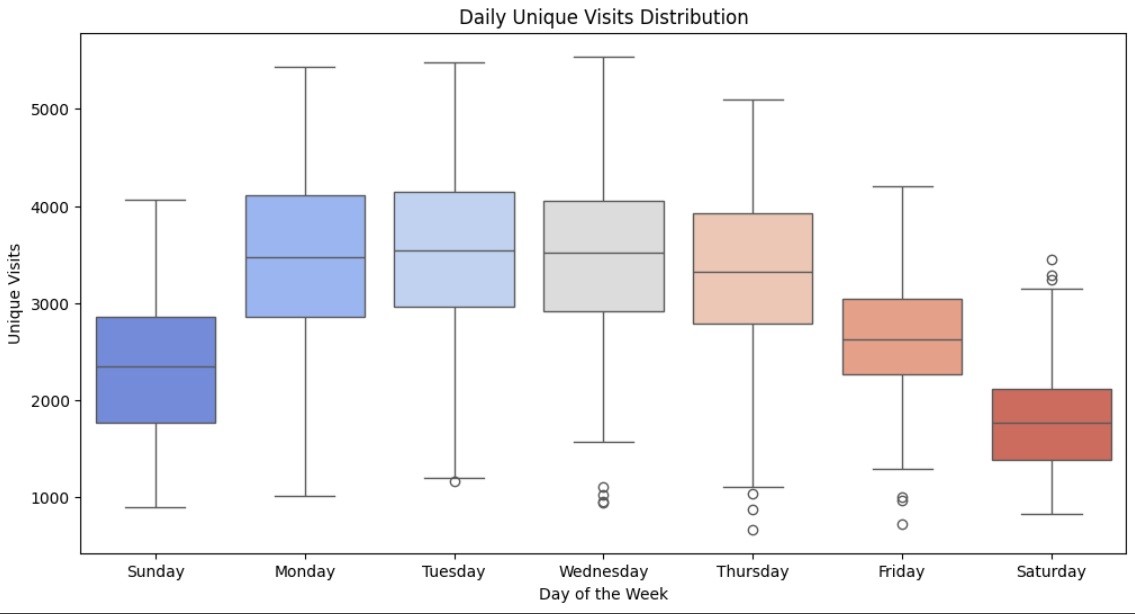 Daily Unique Visits Distribution
Unique Visits
5000
4000
3000
2000
1000
Sunday Monday Tuesday Wednesday Thursday Friday Saturday
Day of the Week